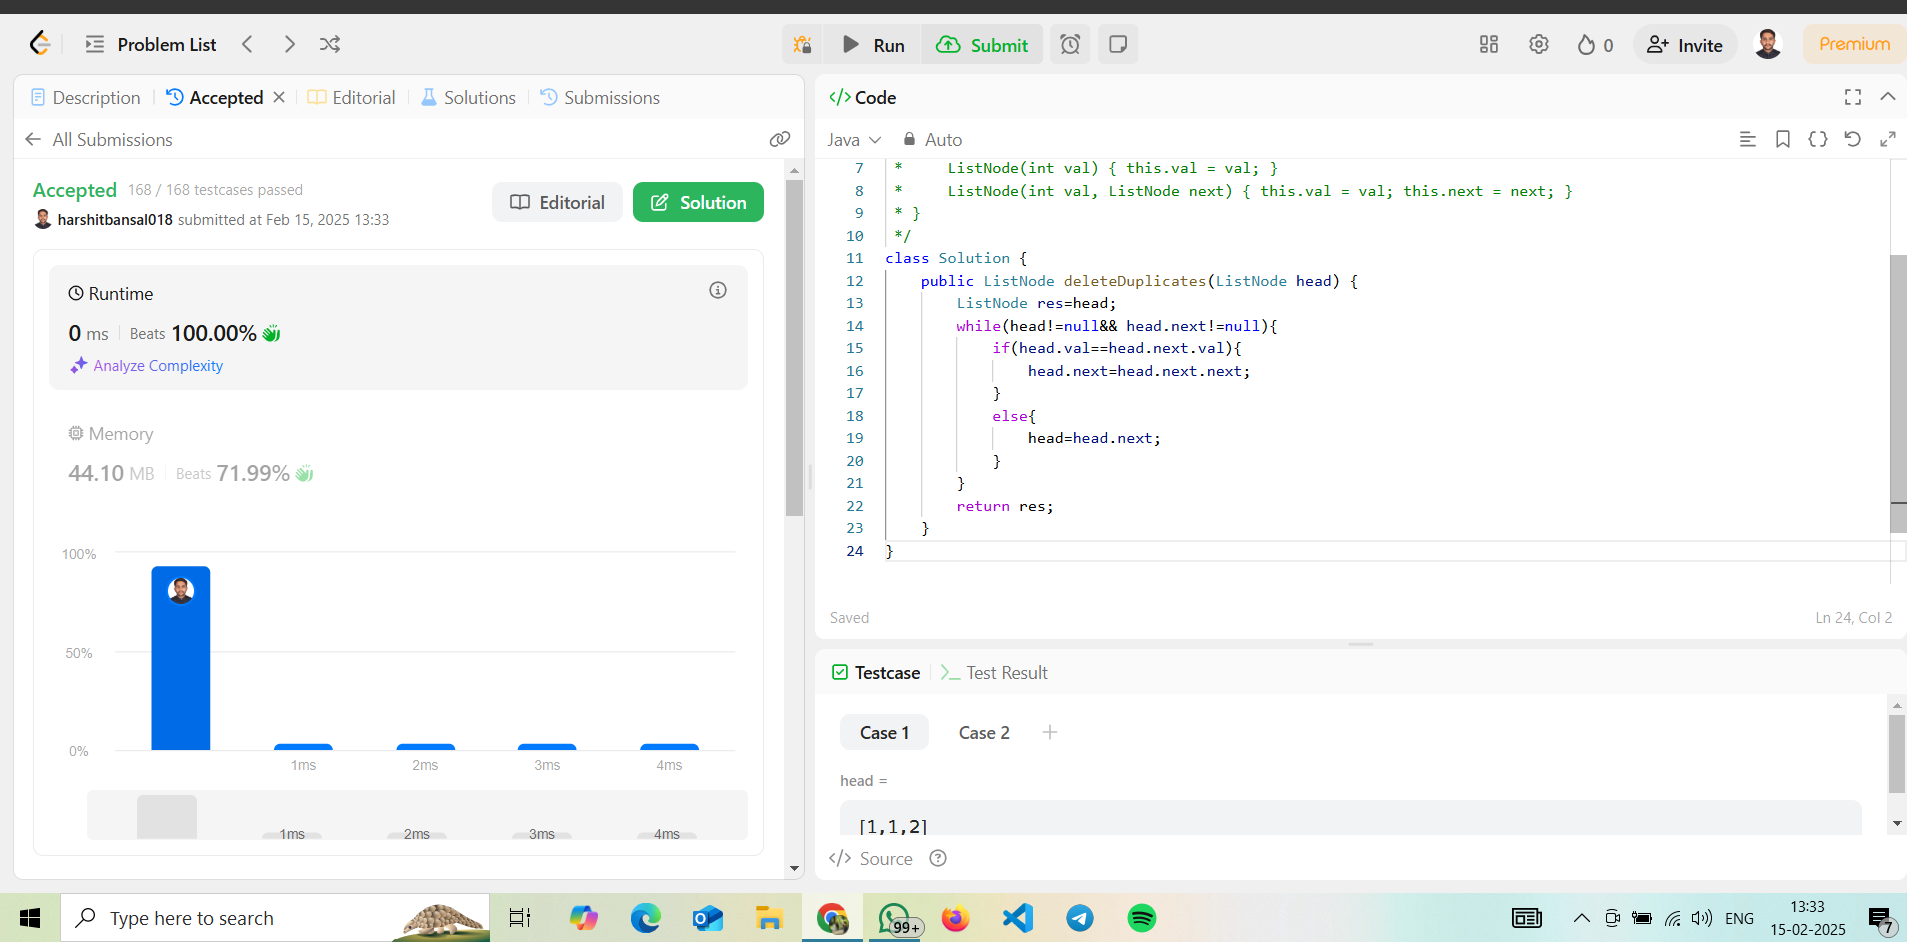 Problem List
Run
Submit
0
Invite
Premium
Description
Accepted
Editorial
Solutions
Submissions
All Submissions
Accepted 168 / 168 testcases passed
harshitbansal018 submitted at Feb 15, 2025 13:33
Editorial
Solution
Runtime
0 ms Beats 100.00%
Analyze Complexity
Memory
44.10 MB Beats 71.99%
100%
50%
0%
1ms 2ms 3ms 4ms
1ms 2ms 3ms 4ms
</> Code
Java Auto
7 * ListNode(int val) { this.val = val; }
8 * ListNode(int val, ListNode next) { this.val = val; this.next = next; }
9 * }
10 */
11 class Solution {
12 public ListNode deleteDuplicates(ListNode head) {
13 ListNode res=head;
14 while(head!=null&& head.next!=null){
15 if(head.val==head.next.val){
16 head.next=head.next.next;
17 }
18 else{
19 head=head.next;
20 }
21 }
22 return res;
23 }
24 }
Saved
Ln 24, Col 2
Testcase
Test Result
Case 1 Case 2 +
head =
[1,1,2]
</> Source
Type here to search
99+
ENG
13:33
15-02-2025
7